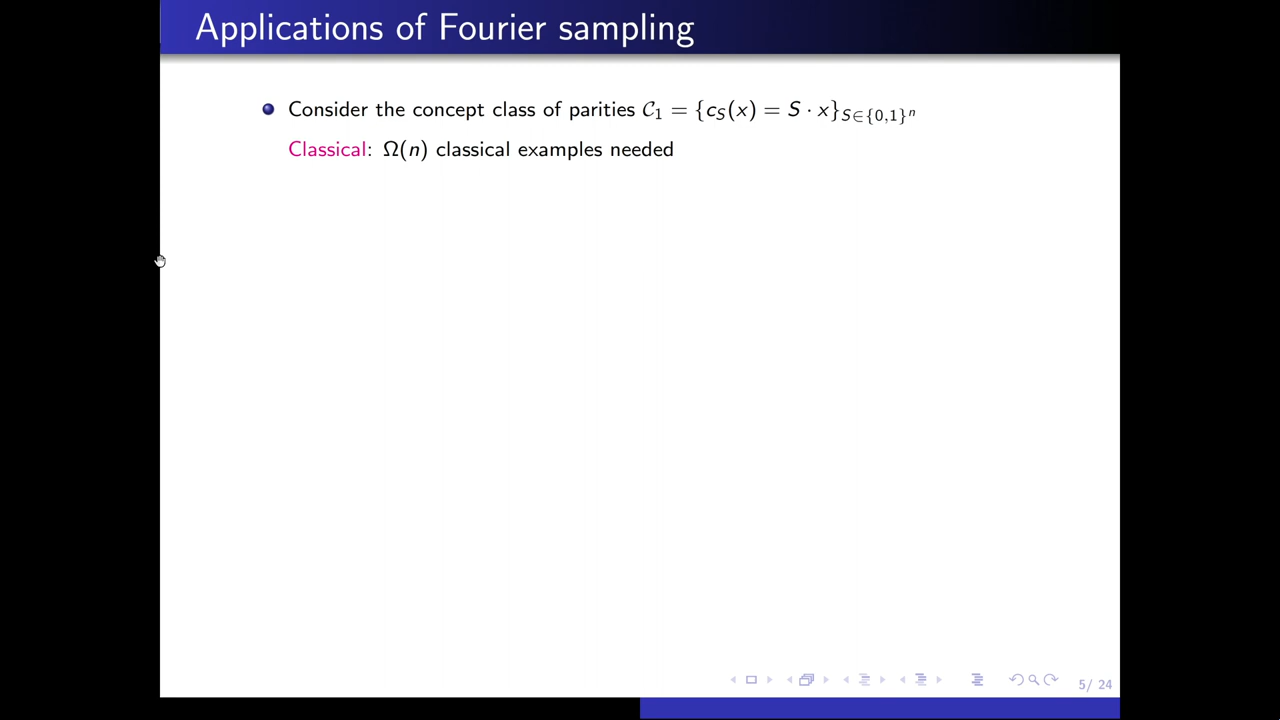 Applications of Fourier sampling
Consider the concept class of parities 𝒞₁ = {c_S(x) = S · x}_{S∈{0,1}ⁿ}
Classical: Ω(n) classical examples needed
5/ 24